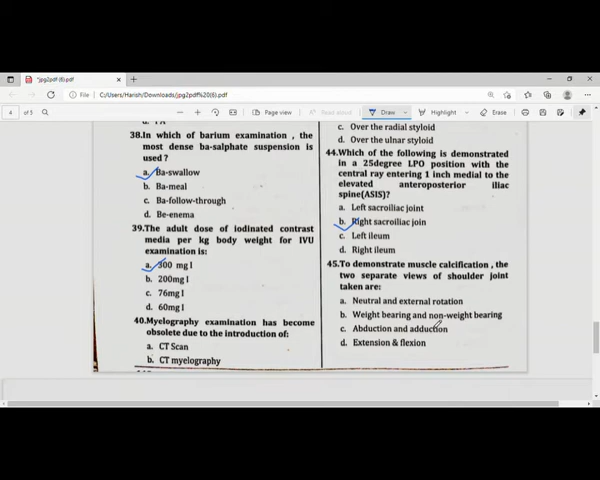 *jpg2pdf (6).pdf
File
C:/Users/Harish/Downloads/jpg2pdf%20(6).pdf
4 of 5
Page view
Read aloud
Draw
Highlight
Erase
38.In which of barium examination , the
most dense ba-salphate suspension is
used ?
a. Ba-swallow
b. Ba-meal
c. Ba-follow-through
d. Be-enema
39.The adult dose of iodinated contrast
media per kg body weight for IVU
examination is:
a. 300 mg l
b. 200mg l
c. 76mg l
d. 60mg l
40.Myelography examination has become
obsolete due to the introduction of:
a. CT Scan
b. CT myelography
c. Over the radial styloid
d. Over the ulnar styloid
44.Which of the following is demonstrated
in a 25degree LPO position with the
central ray entering 1 inch medial to the
elevated anteroposterior iliac
spine(ASIS)?
a. Left sacroiliac joint
b. Right sacroiliac join
c. Left ileum
d. Right ileum
45.To demonstrate muscle calcification , the
two separate views of shoulder joint
taken are:
a. Neutral and external rotation
b. Weight bearing and non-weight bearing
c. Abduction and adduction
d. Extension & flexion